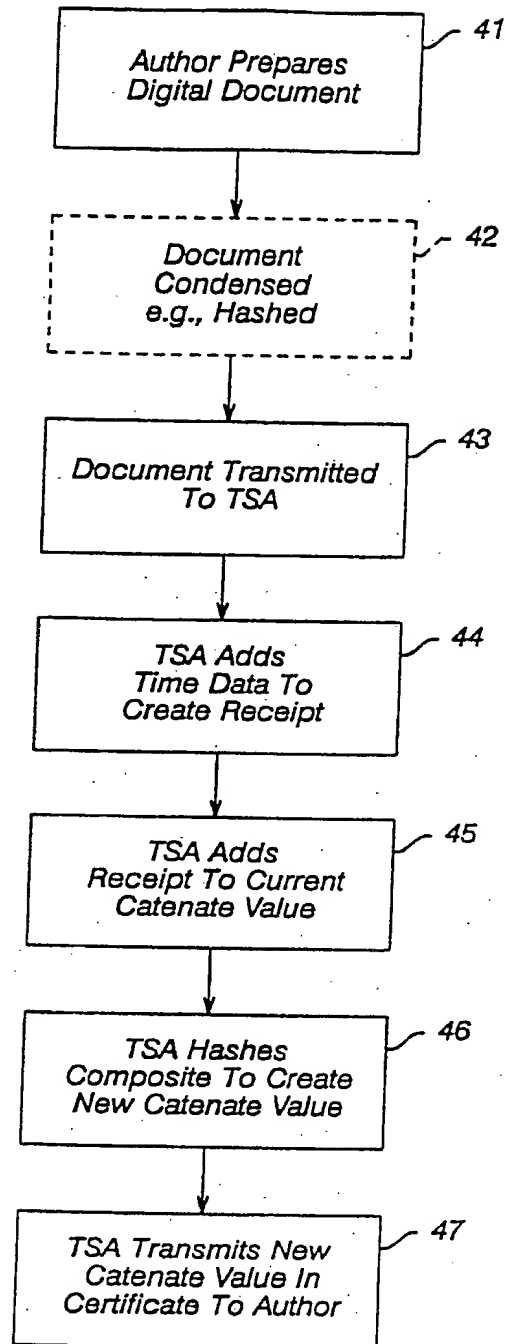 41
Author Prepares
Digital Document
42
Document
Condensed
e.g., Hashed
43
Document Transmitted
To TSA
44
TSA Adds
Time Data To
Create Receipt
45
TSA Adds
Receipt To Current
Catenate Value
46
TSA Hashes
Composite To Create
New Catenate Value
47
TSA Transmits New
Catenate Value In
Certificate To Author